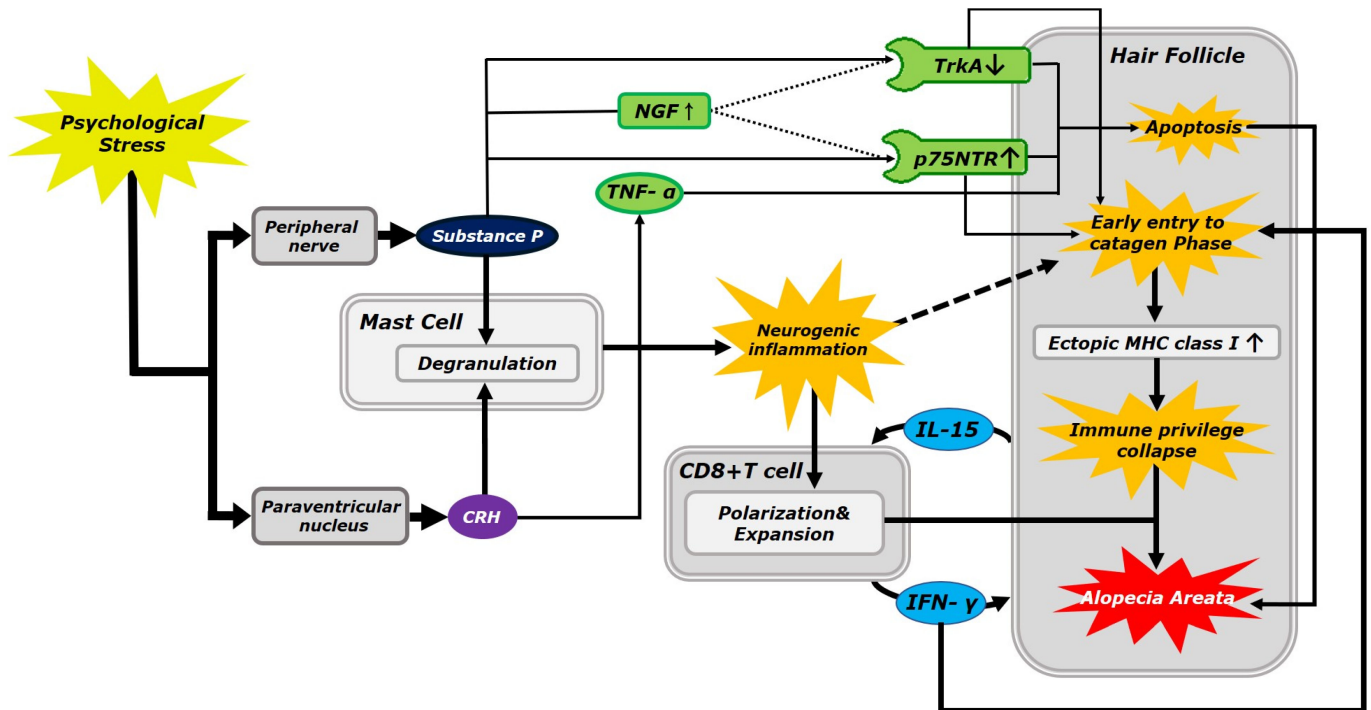 Psychological
Stress
Peripheral
nerve
Substance P
Mast Cell
Degranulation
Paraventricular
nucleus
CRH
NGF ↑
TNF- α
TrkA ↓
p75NTR ↑
Neurogenic
inflammation
IL-15
CD8+T cell
Polarization&
Expansion
IFN- γ
Hair Follicle
Apoptosis
Early entry to
catagen Phase
Ectopic MHC class I ↑
Immune privilege
collapse
Alopecia Areata